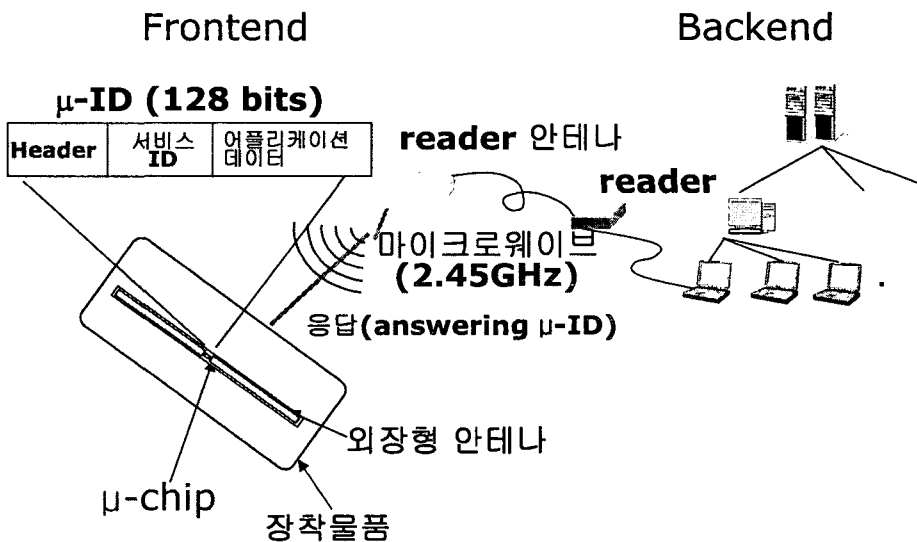 Frontend
Backend
μ-ID (128 bits)
Header
서비스
ID
어플리케이션
데이터
reader 안테나
reader
마이크로웨이브
(2.45GHz)
응답(answering μ-ID)
외장형 안테나
μ-chip
장착물품